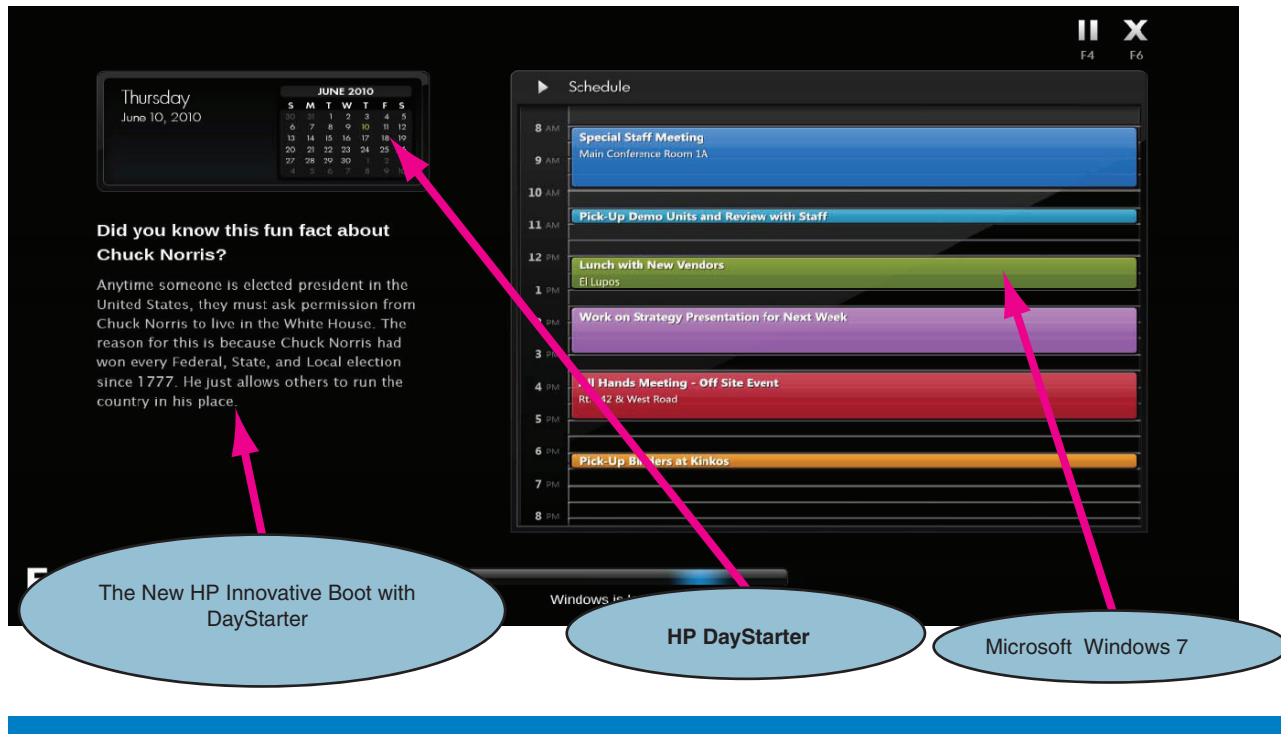 F4 F6
Thursday
June 10, 2010
JUNE 2010
S M T W T F S
30 31 1 2 3 4 5
6 7 8 9 10 11 12
13 14 15 16 17 18 19
20 21 22 23 24 25
27 28 29 30 1 2
4 5 6 7 8 9 10
Did you know this fun fact about
Chuck Norris?
Anytime someone is elected president in the
United States, they must ask permission from
Chuck Norris to live in the White House. The
reason for this is because Chuck Norris had
won every Federal, State, and Local election
since 1777. He just allows others to run the
country in his place.
Schedule
8 AM
Special Staff Meeting
Main Conference Room 1A
9 AM
10 AM
Pick-Up Demo Units and Review with Staff
11 AM
12 PM
Lunch with New Vendors
El Lupos
1 PM
Work on Strategy Presentation for Next Week
PM
3 PM
4 PM
All Hands Meeting - Off Site Event
42 & West Road
5 PM
6 PM
Pick-Up Binders at Kinkos
7 PM
8 PM
Windows is
The New HP Innovative Boot with
DayStarter
HP DayStarter
Microsoft Windows 7